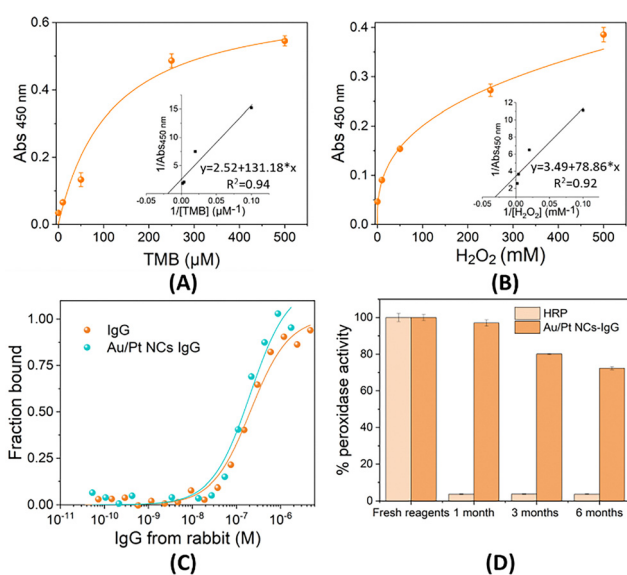 0.6
0.4
0.2
0.0
Abs 450 nm
0
100
200
300
400
500
TMB (µM)
15
10
5
1/Abs450 nm
0.00
0.05
0.10
1/[TMB] (µM-1)
y=2.52+131.18*x
R²=0.94
(A)
0.4
0.3
0.2
0.1
0.0
Abs 450 nm
0
100
200
300
400
500
H₂O₂ (mM)
12
10
8
6
4
2
0
1/Abs450 nm
0.00
0.05
0.10
1/[H₂O₂] (mM-1)
y=3.49+78.86*x
R²=0.92
(B)
IgG
Au/Pt NCs IgG
1.00
0.75
0.50
0.25
0.00
Fraction bound
10⁻¹¹
10⁻¹⁰
10⁻⁹
10⁻⁸
10⁻⁷
10⁻⁶
IgG from rabbit (M)
(C)
HRP
Au/Pt NCs-IgG
100
80
60
40
20
0
% peroxidase activity
Fresh reagents
1 month
3 months
6 months
(D)